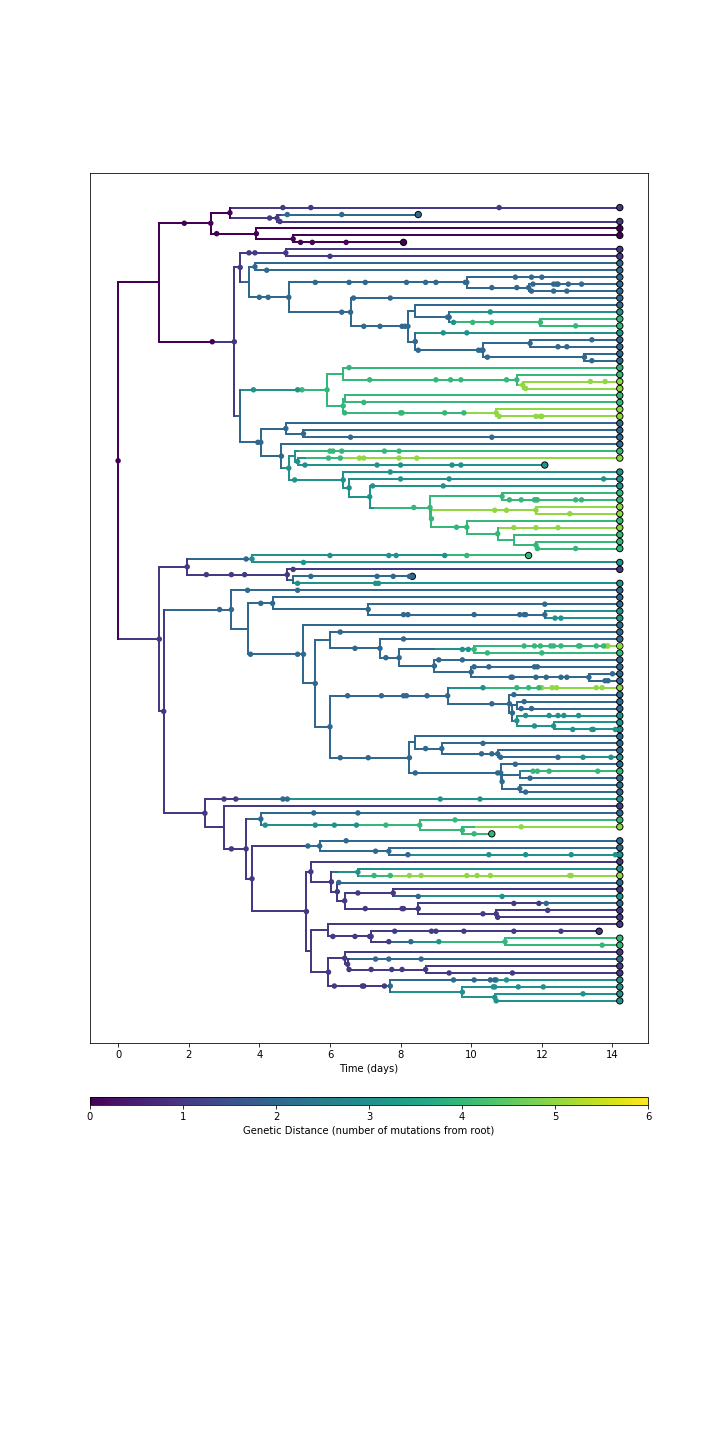 0 2 4 6 8 10 12 14
Time (days)
0 1 2 3 4 5 6
Genetic Distance (number of mutations from root)